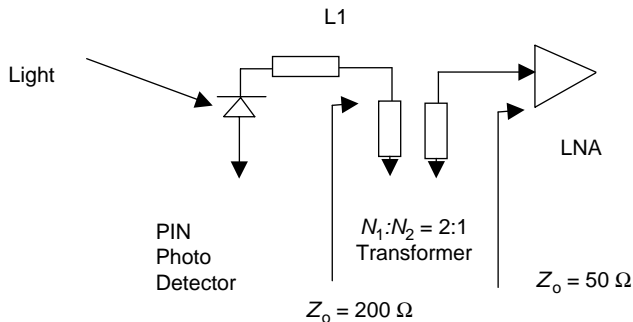 L1
Light
LNA
PIN
Photo
Detector
N₁:N₂ = 2:1
Transformer
Zₒ = 200 Ω
Zₒ = 50 Ω